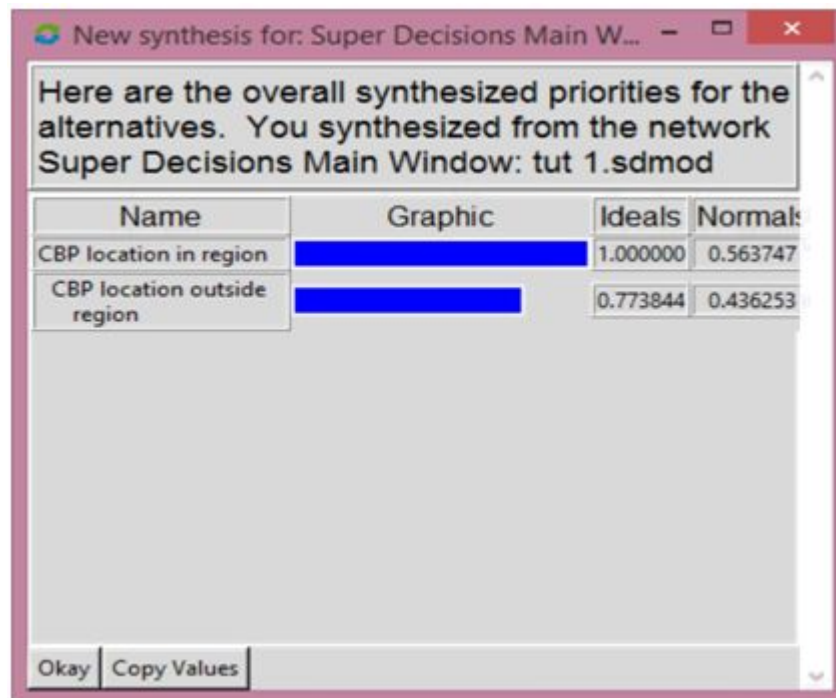 New synthesis for: Super Decisions Main W...
Here are the overall synthesized priorities for the
alternatives. You synthesized from the network
Super Decisions Main Window: tut 1.sdmod
Name Graphic Ideals Normals
CBP location in region 1.000000 0.563747
CBP location outside
region 0.773844 0.436253
Okay Copy Values